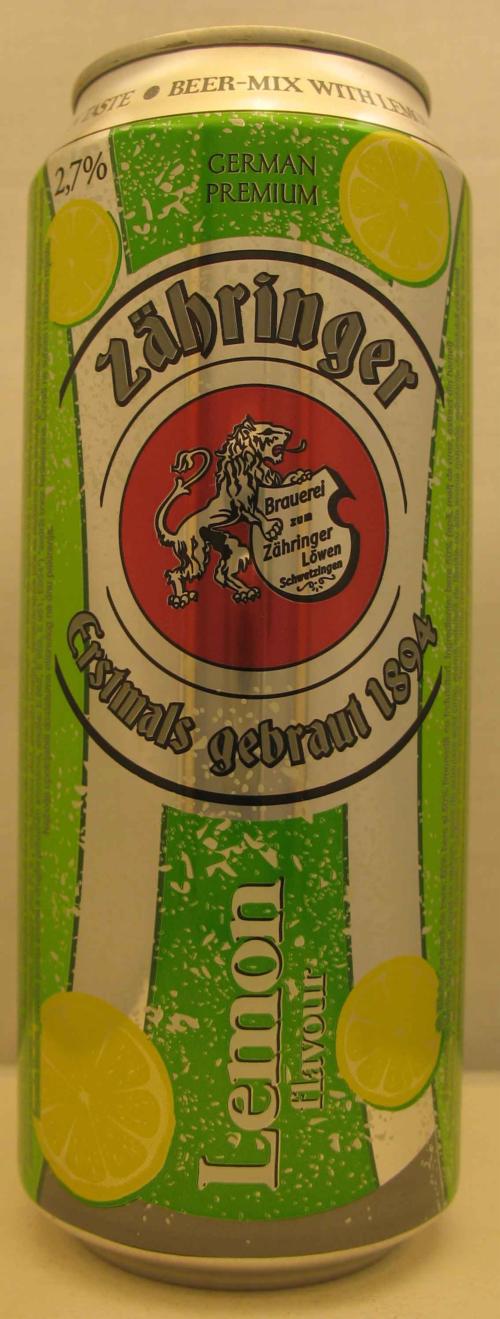 TASTE ● BEER-MIX WITH LEMO
2,7%
GERMAN
PREMIUM
Zähringer
Brauerei
zum
Zähringer
Löwen
Schwetzingen
Erstmals gebraut 1894
Lemon
flavour